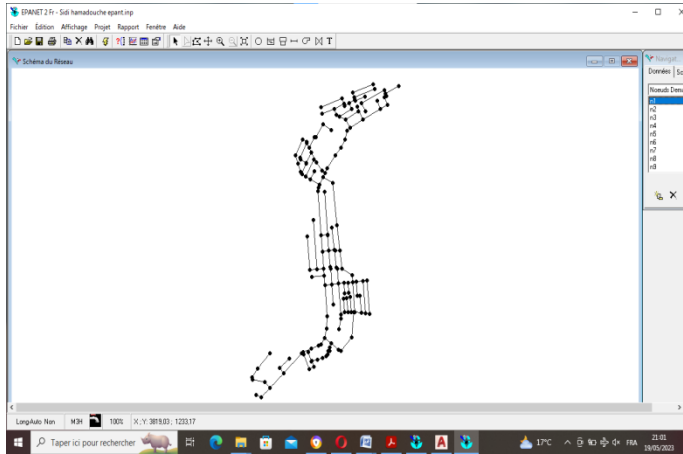 EPANET 2 Fr - Sidi hamadouche epant.inp
Fichier Édition Affichage Projet Rapport Fenêtre Aide
T
Schéma du Réseau
Navigat
Données
Noeuds Dem
n1
n2
n3
n4
n5
n6
n7
n8
n9
LongAuto Non M3H 100% X; Y: 3819,03 ; 1233,17
Taper ici pour rechercher
17°C FRA 21:01
19/05/2023